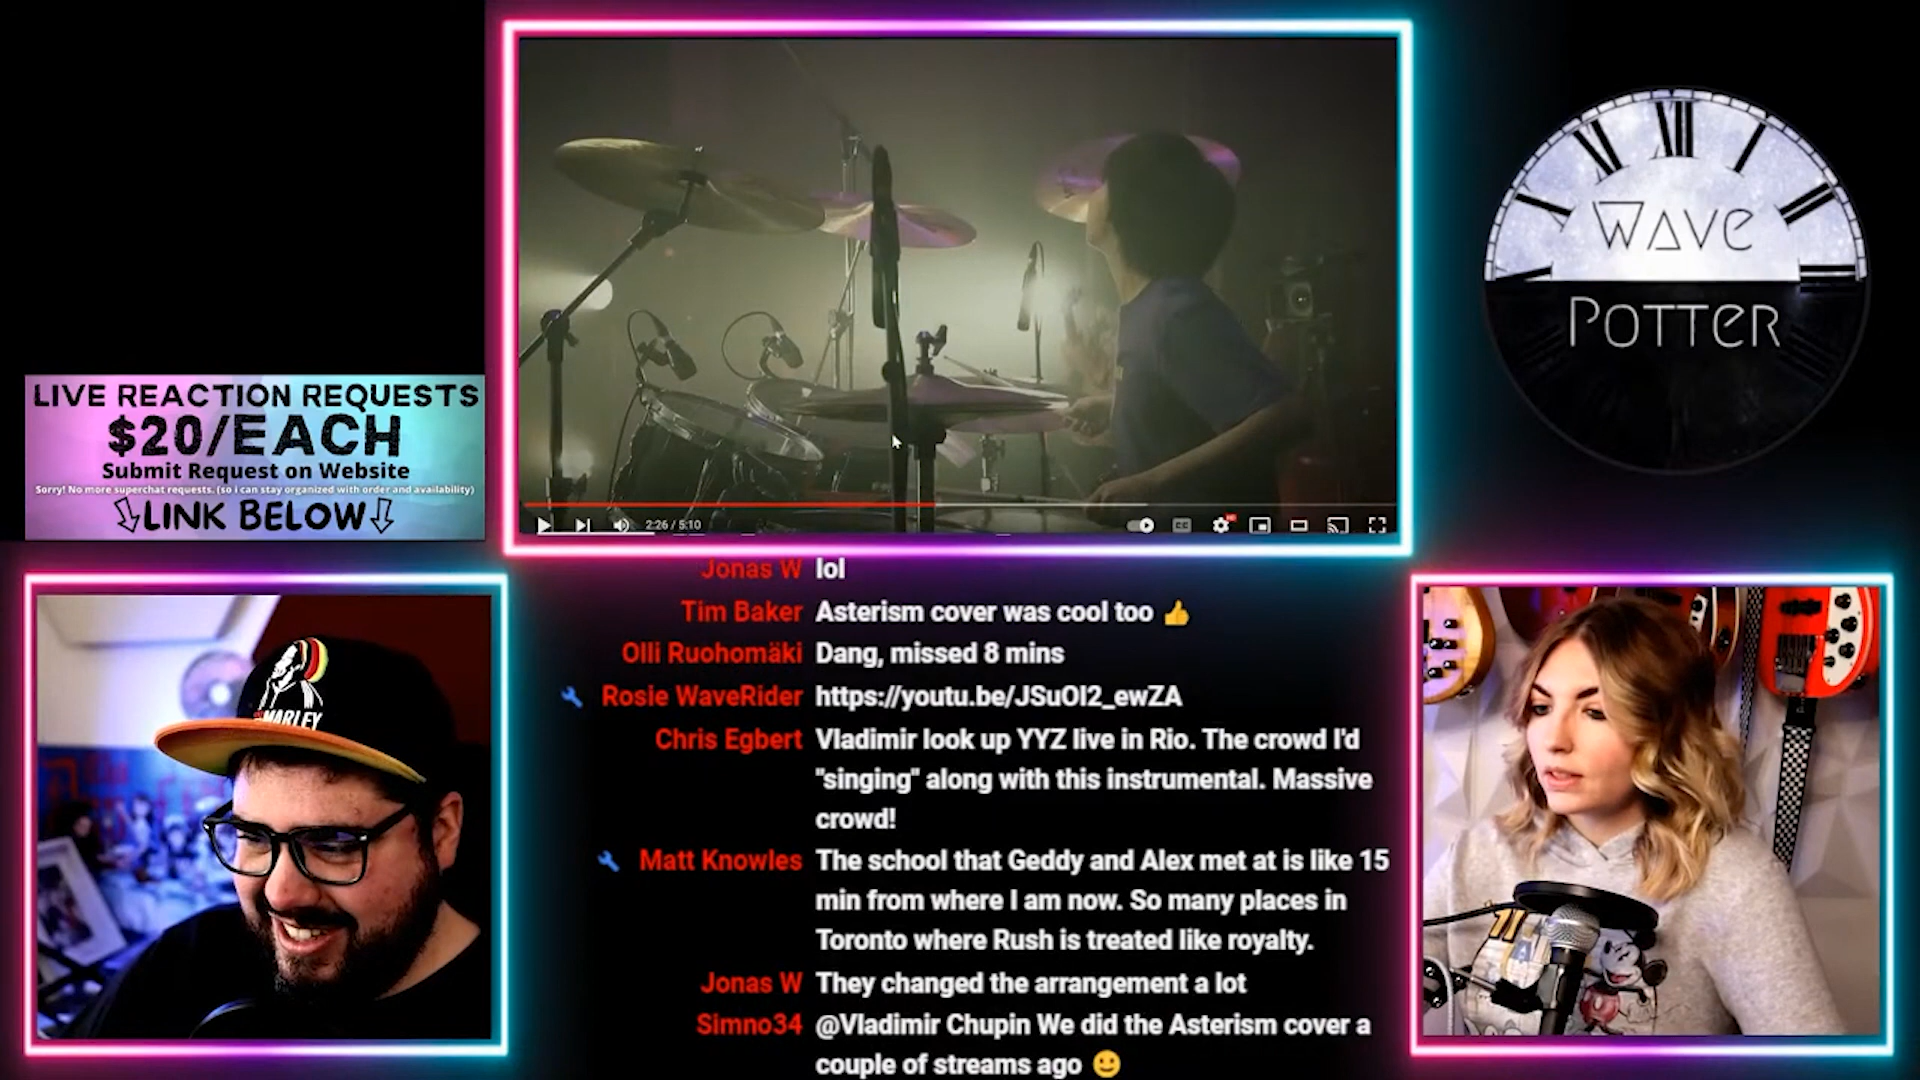 LIVE REACTION REQUESTS
$20/EACH
Submit Request on Website
Sorry! No more superchat requests. (so i can stay organized with order and availability)
LINK BELOW
2:26 / 5:10
WAVE
POTTER
Jonas W lol
Tim Baker Asterism cover was cool too 👍
Olli Ruohomäki Dang, missed 8 mins
Rosie WaveRider https://youtu.be/JSuOI2_ewZA
Chris Egbert Vladimir look up YYZ live in Rio. The crowd I'd
"singing" along with this instrumental. Massive
crowd!
Matt Knowles The school that Geddy and Alex met at is like 15
min from where I am now. So many places in
Toronto where Rush is treated like royalty.
Jonas W They changed the arrangement a lot
Simno34 @Vladimir Chupin We did the Asterism cover a
couple of streams ago 🙂
MARLEY